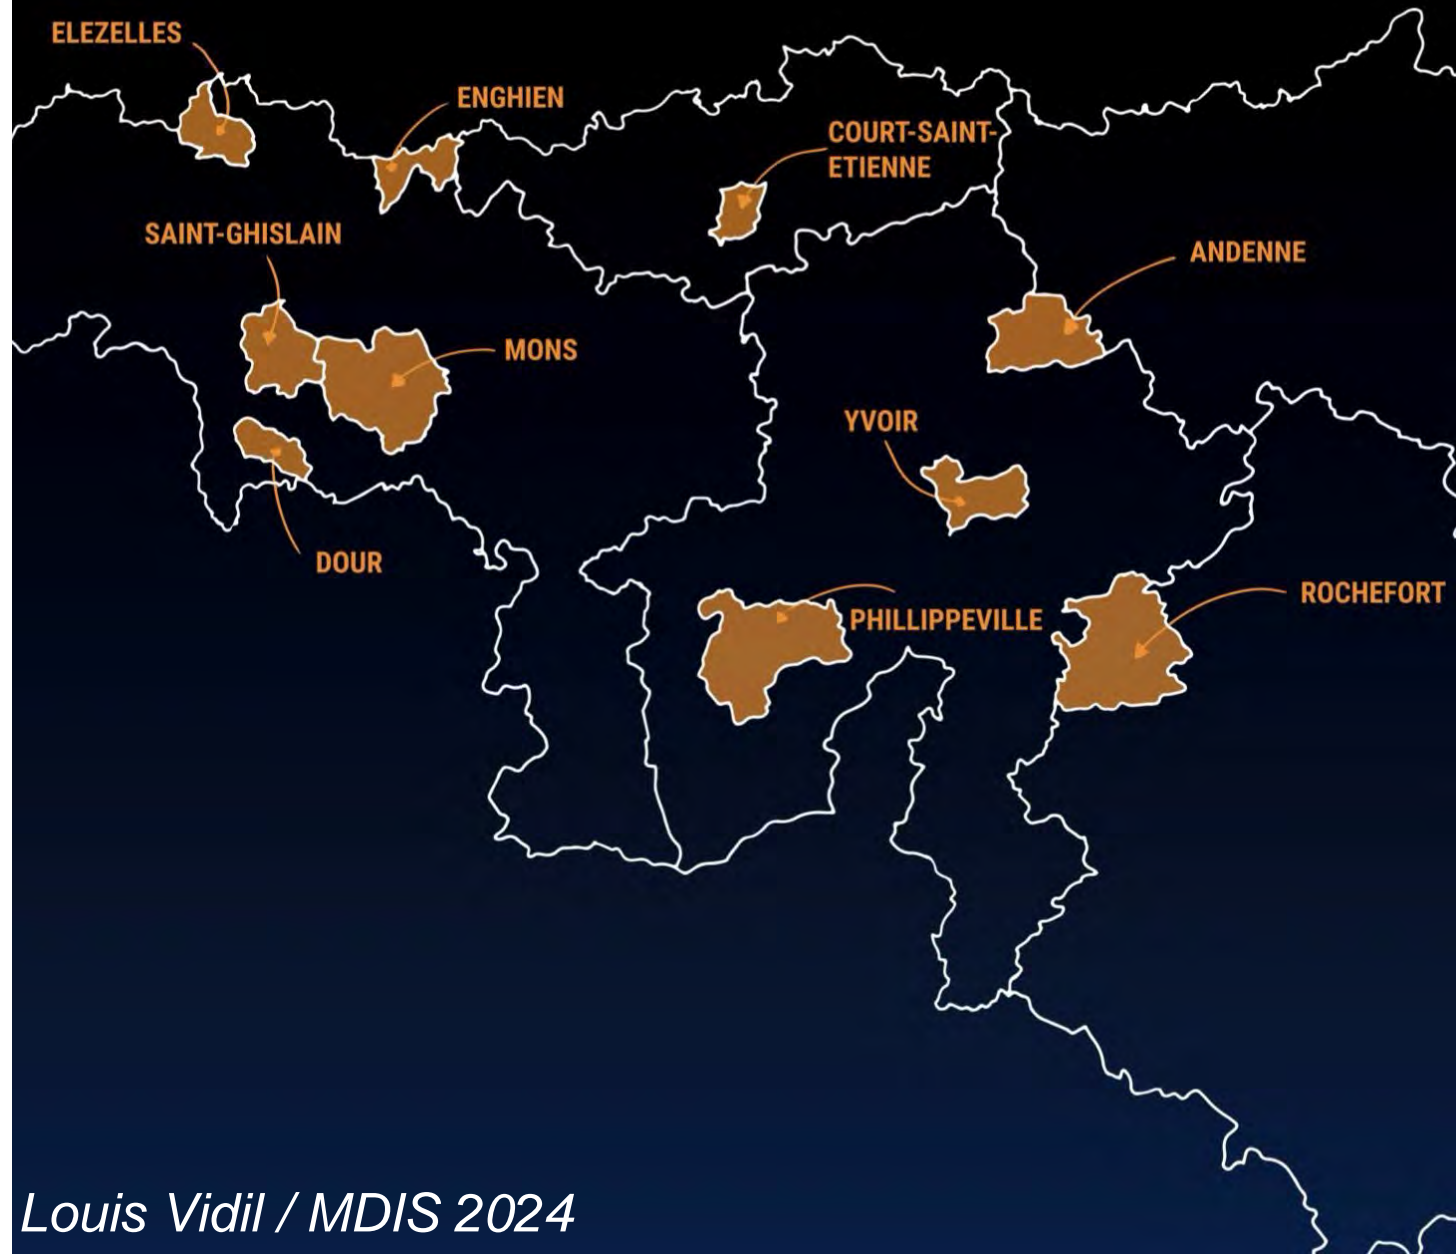 ELEZELLES
ENGHIEN
COURT-SAINT-
ETIENNE
SAINT-GHISLAIN
ANDENNE
MONS
YVOIR
DOUR
ROCHEFORT
PHILLIPPEVILLE
Louis Vidil / MDIS 2024